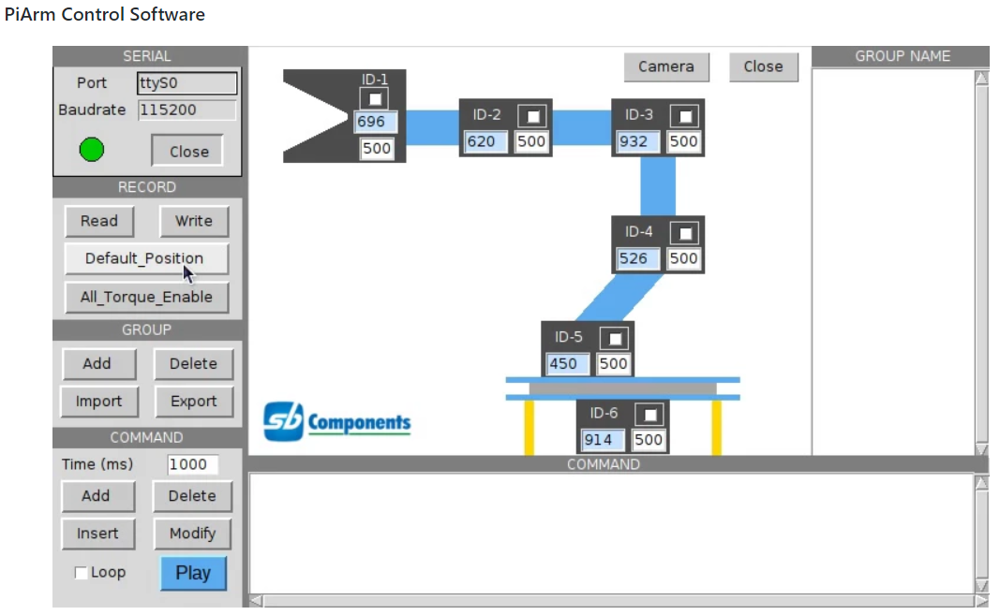 PiArm Control Software
SERIAL
Port ttyS0
Baudrate 115200
Close
RECORD
Read Write
Default_Position
All_Torque_Enable
GROUP
Add Delete
Import Export
COMMAND
Time (ms) 1000
Add Delete
Insert Modify
Loop Play
Camera Close
ID-1
696
500
ID-2
620 500
ID-3
932 500
ID-4
526 500
ID-5
450 500
ID-6
914 500
sb Components
GROUP NAME
COMMAND